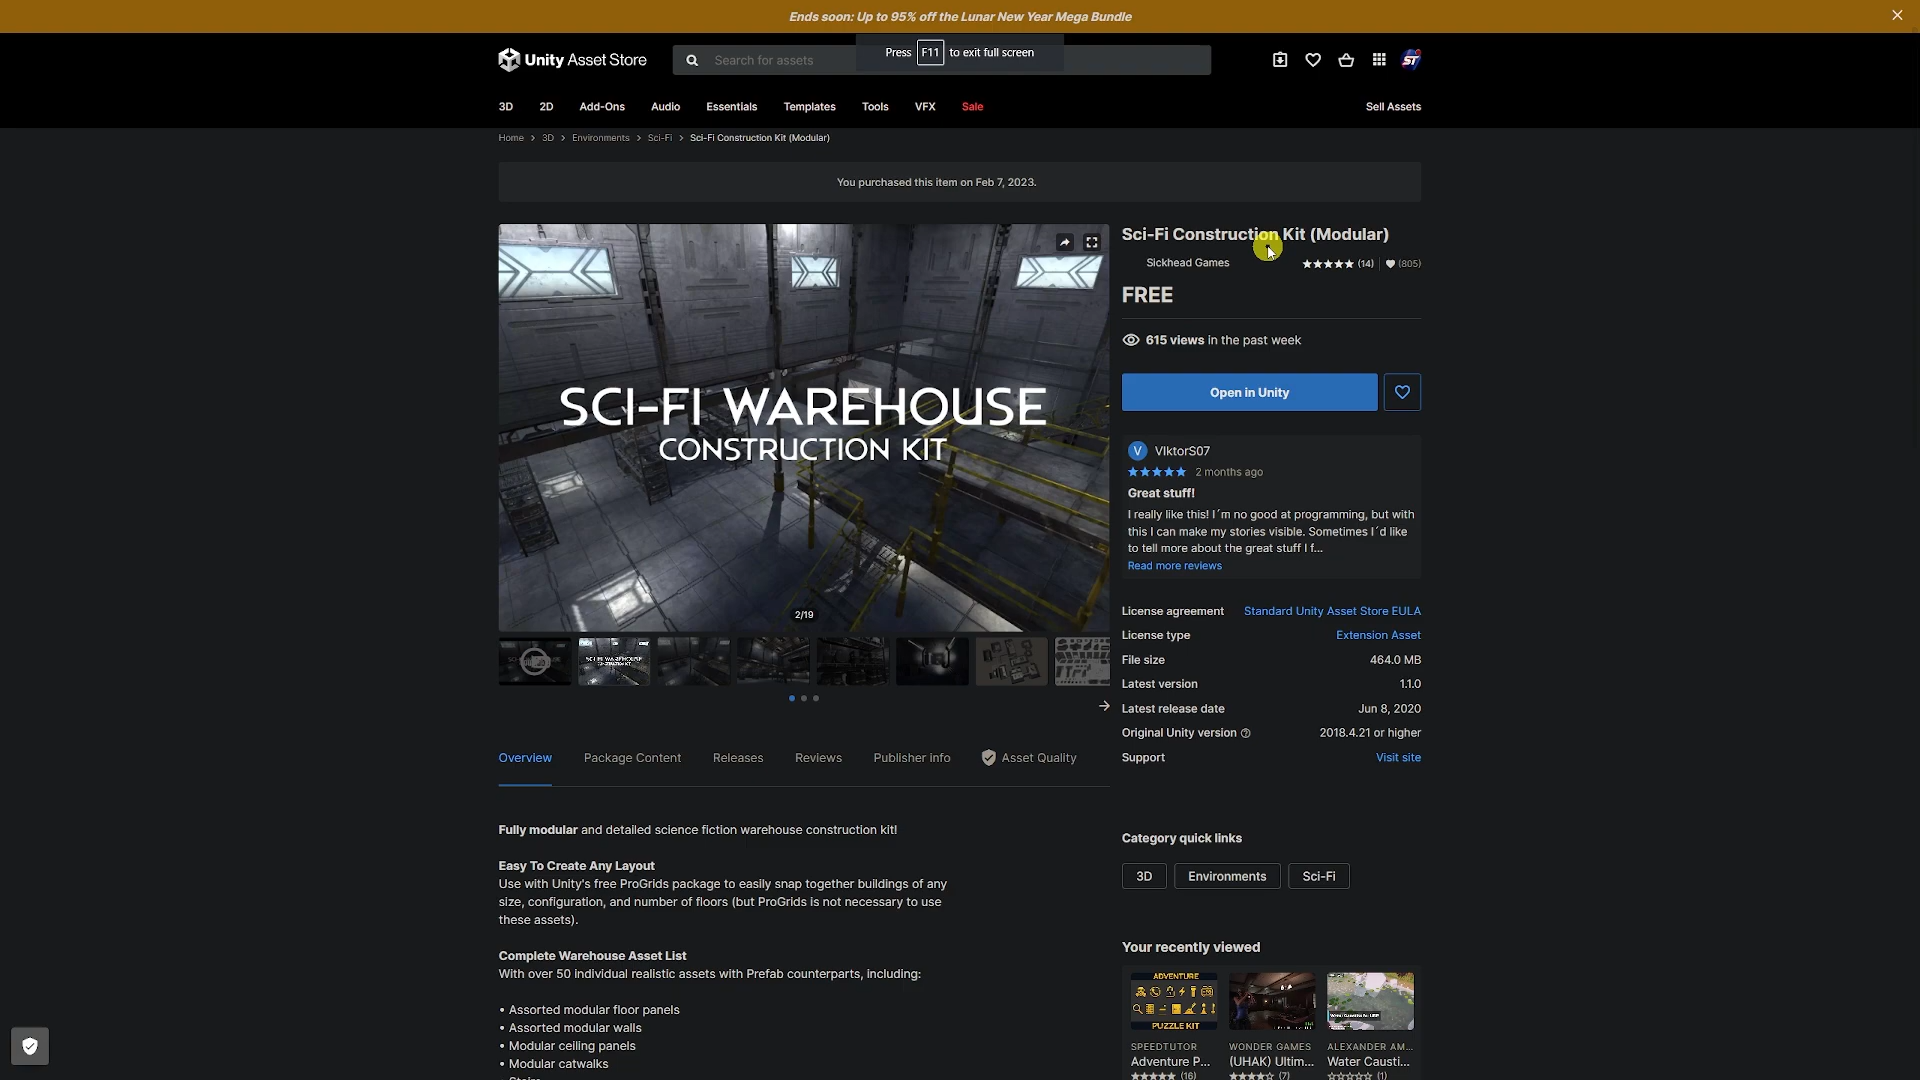 Ends soon: Up to 95% off the Lunar New Year Mega Bundle
Unity Asset Store
Search for assets
Press F11 to exit full screen
ST
3D 2D Add-Ons Audio Essentials Templates Tools VFX Sale Sell Assets
Home > 3D > Environments > Sci-Fi > Sci-Fi Construction Kit (Modular)
You purchased this item on Feb 7, 2023.
SCI-FI WAREHOUSE
CONSTRUCTION KIT
2/19
SCI-FI WAREHOUSE
Sci-Fi Construction Kit (Modular)
Sickhead Games ★★★★★ (14) (805)
FREE
615 views in the past week
Open in Unity
V VIktorS07
★★★★★ 2 months ago
Great stuff!
I really like this! I´m no good at programming, but with
this I can make my stories visible. Sometimes I´d like
to tell more about the great stuff I f...
Read more reviews
License agreement Standard Unity Asset Store EULA
License type Extension Asset
File size 464.0 MB
Latest version 1.1.0
Latest release date Jun 8, 2020
Original Unity version 2018.4.21 or higher
Support Visit site
Overview Package Content Releases Reviews Publisher info Asset Quality
Fully modular and detailed science fiction warehouse construction kit!
Easy To Create Any Layout
Use with Unity's free ProGrids package to easily snap together buildings of any
size, configuration, and number of floors (but ProGrids is not necessary to use
these assets).
Complete Warehouse Asset List
With over 50 individual realistic assets with Prefab counterparts, including:
• Assorted modular floor panels
• Assorted modular walls
• Modular ceiling panels
• Modular catwalks
Category quick links
3D Environments Sci-Fi
Your recently viewed
ADVENTURE
PUZZLE KIT
SPEEDTUTOR
Adventure P...
★★★★★ (16)
WONDER GAMES
(UHAK) Ultim...
★★★★☆ (7)
ALEXANDER AM...
Water Causti...
☆☆☆☆☆ (1)